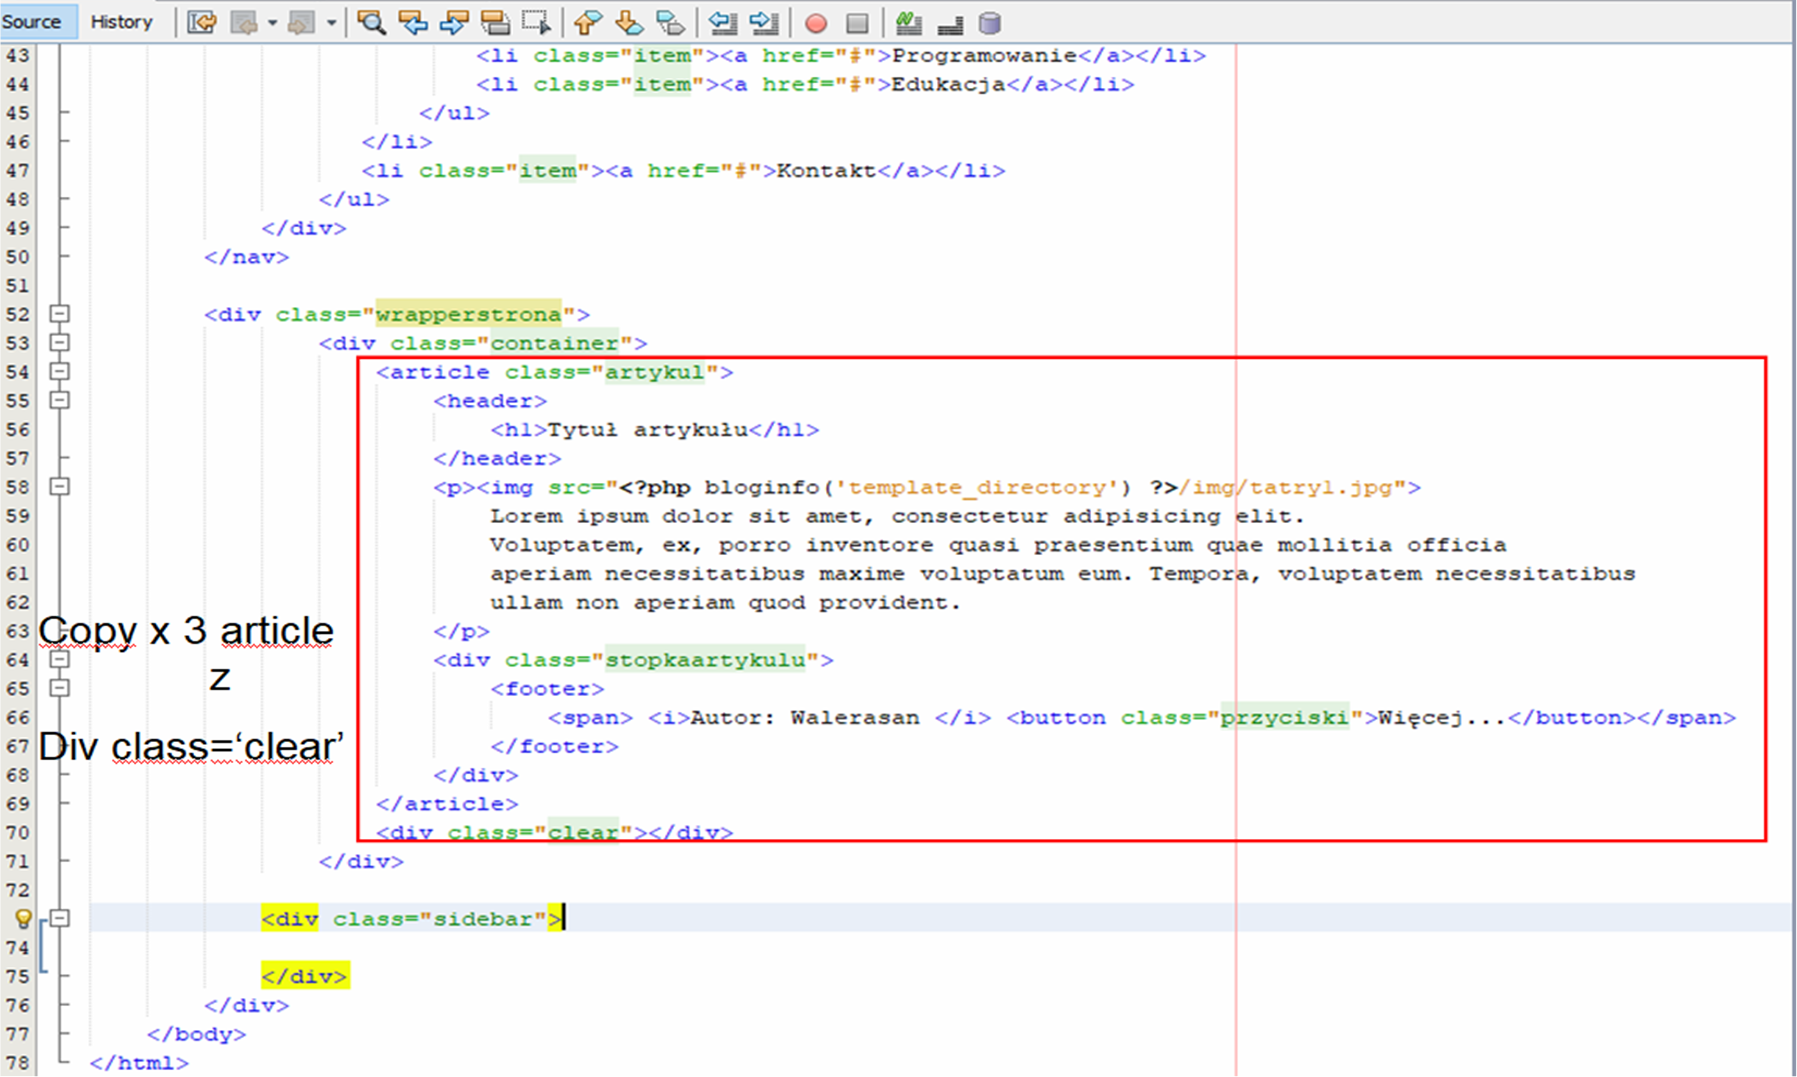 Source History
43 <li class="item"><a href="#">Programowanie</a></li>
44 <li class="item"><a href="#">Edukacja</a></li>
45 </ul>
46 </li>
47 <li class="item"><a href="#">Kontakt</a></li>
48 </ul>
49 </div>
50 </nav>
51
52 <div class="wrapperstrona">
53 <div class="container">
54 <article class="artykul">
55 <header>
56 <h1>Tytuł artykułu</h1>
57 </header>
58 <p><img src="<?php bloginfo('template_directory') ?>/img/tatry1.jpg">
59 Lorem ipsum dolor sit amet, consectetur adipisicing elit.
60 Voluptatem, ex, porro inventore quasi praesentium quae mollitia officia
61 aperiam necessitatibus maxime voluptatum eum. Tempora, voluptatem necessitatibus
62 ullam non aperiam quod provident.
63 </p>
Copy x 3 article
64 <div class="stopkaartykulu">
z
65 <footer>
66 <span> <i>Autor: Walerasan </i> <button class="przyciski">Więcej...</button></span>
67 </footer>
Div class=‘clear’
68 </div>
69 </article>
70 <div class="clear"></div>
71 </div>
72
<div class="sidebar">
74
75 </div>
76 </div>
77 </body>
78 </html>